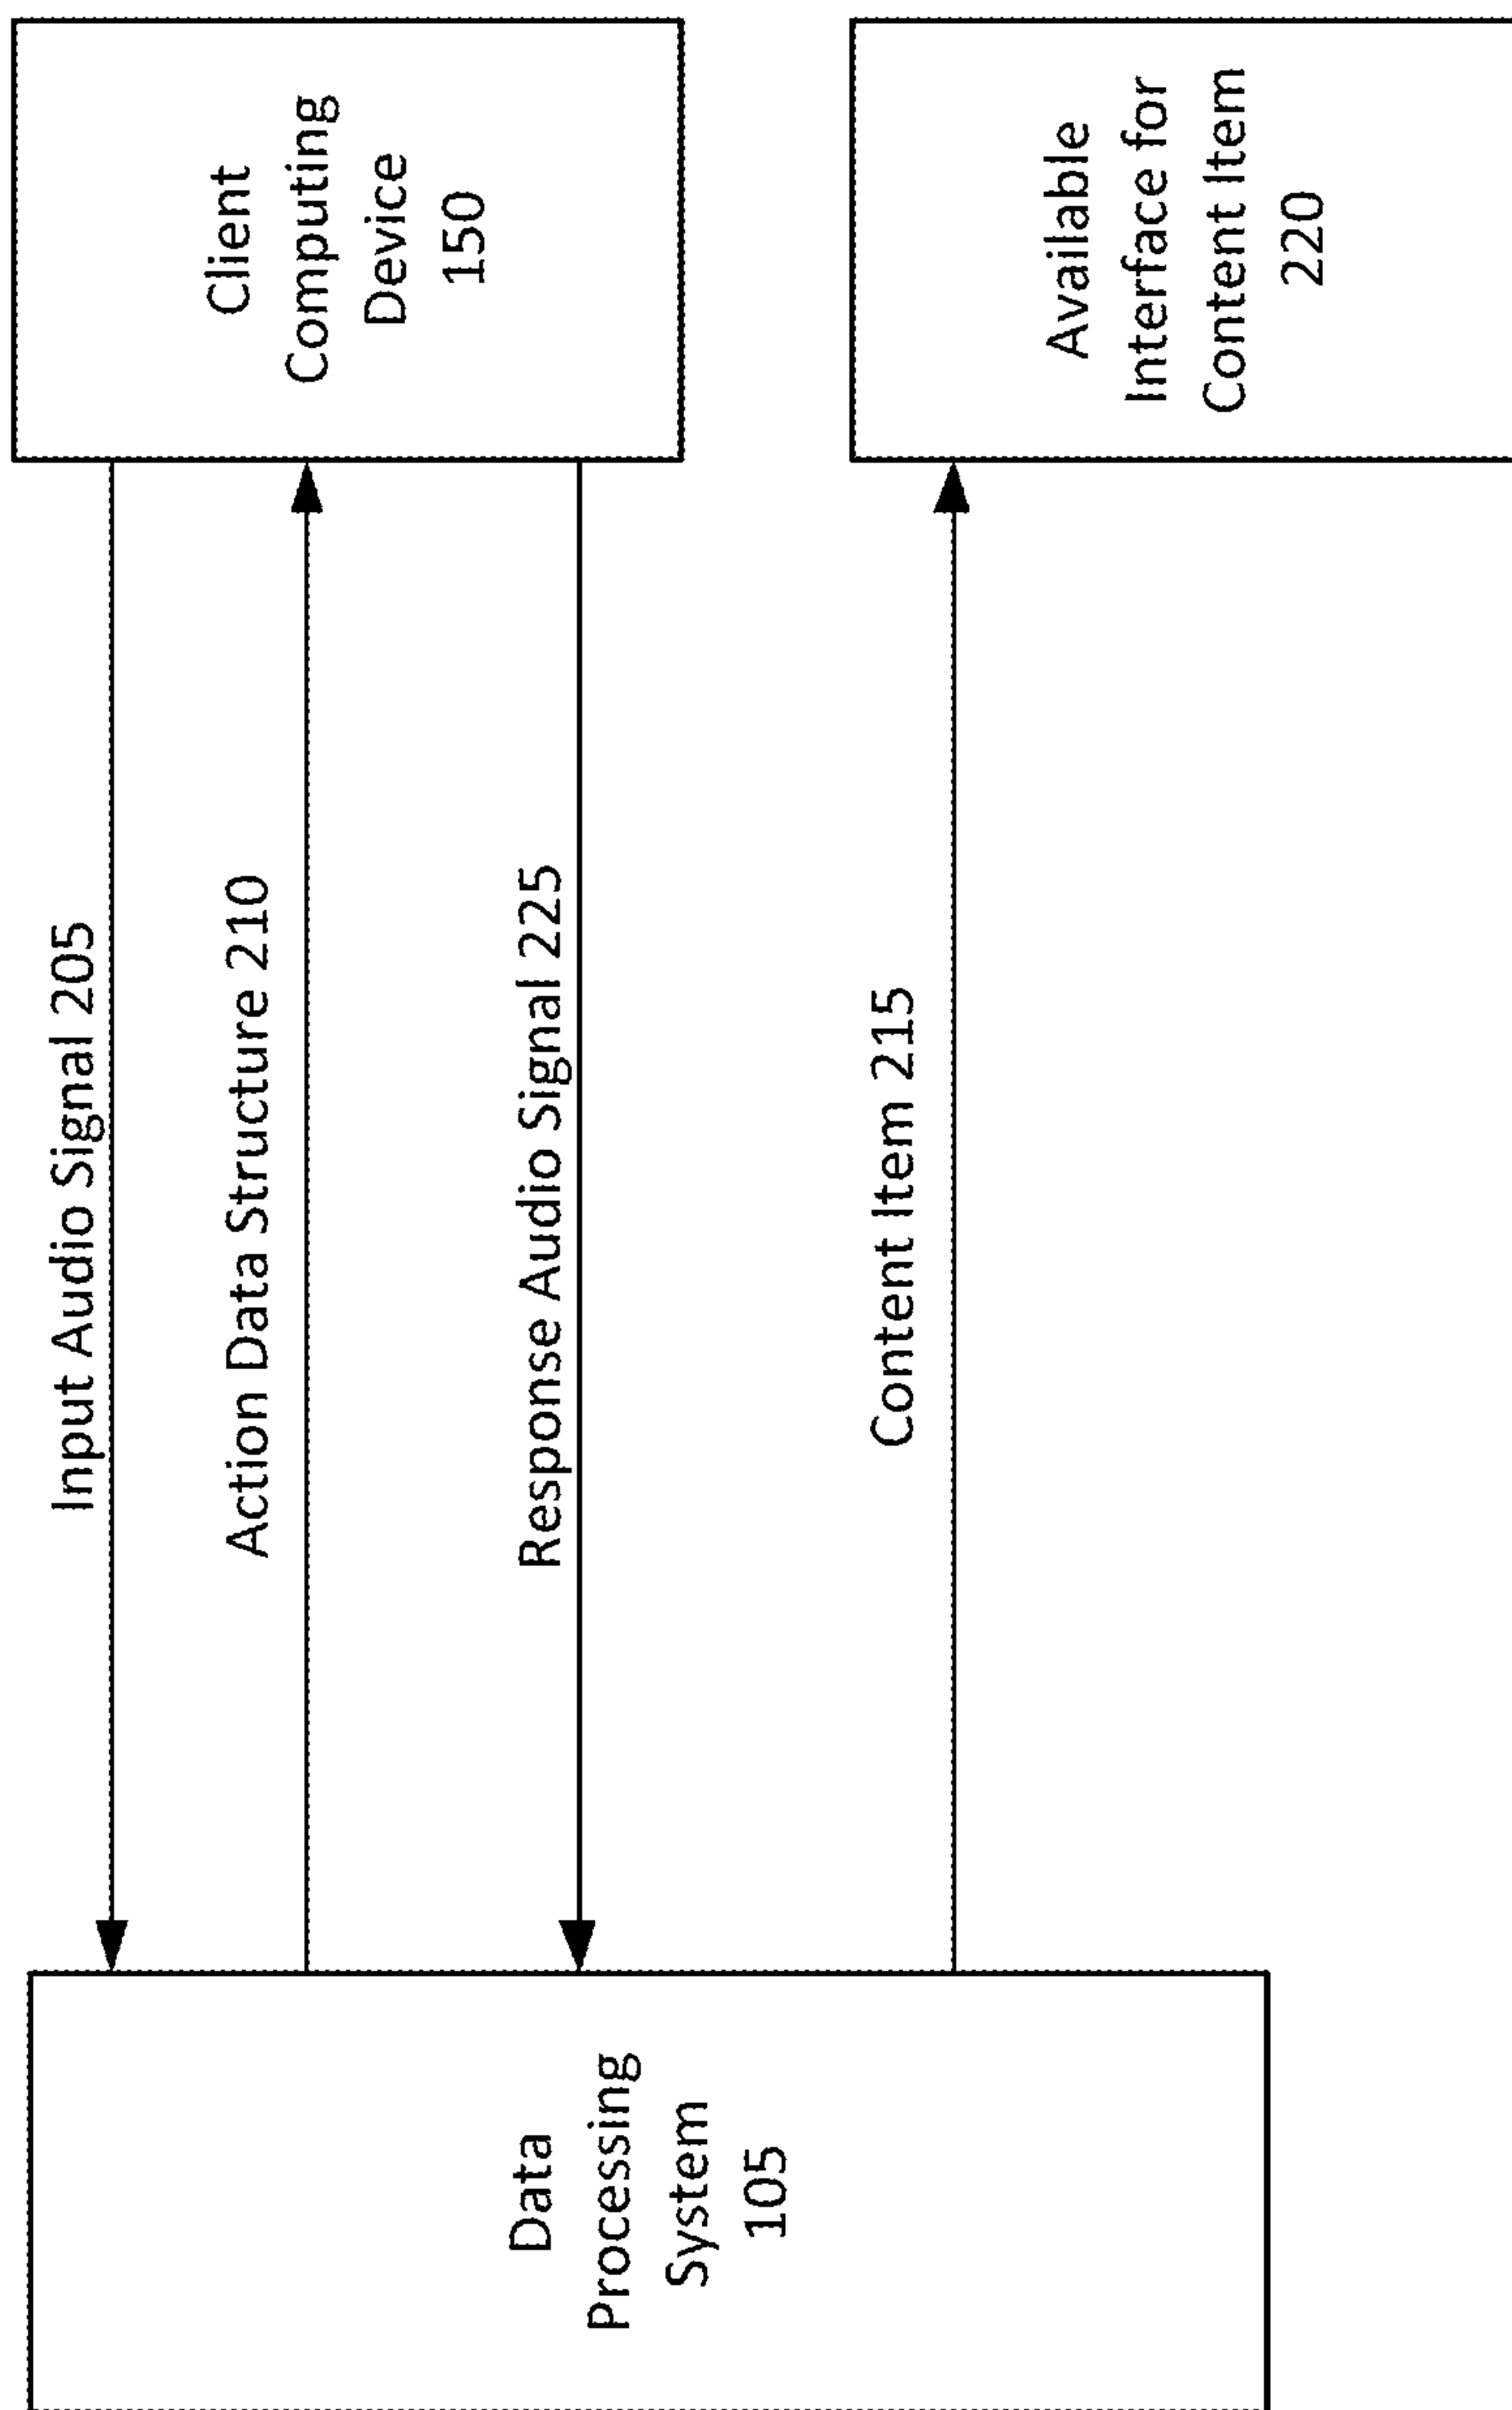 Data
Processing
System
105
Input Audio Signal 205
Action Data Structure 210
Response Audio Signal 225
Content Item 215
Client
Computing
Device
150
Available
Interface for
Content Item
220